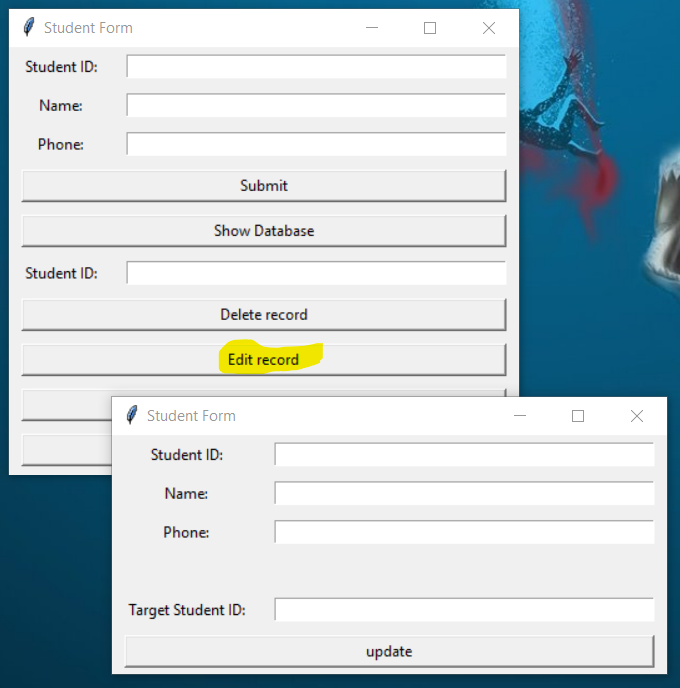 Student Form
Student ID:
Name:
Phone:
Submit
Show Database
Student ID:
Delete record
Edit record
Student Form
Student ID:
Name:
Phone:
Target Student ID:
update